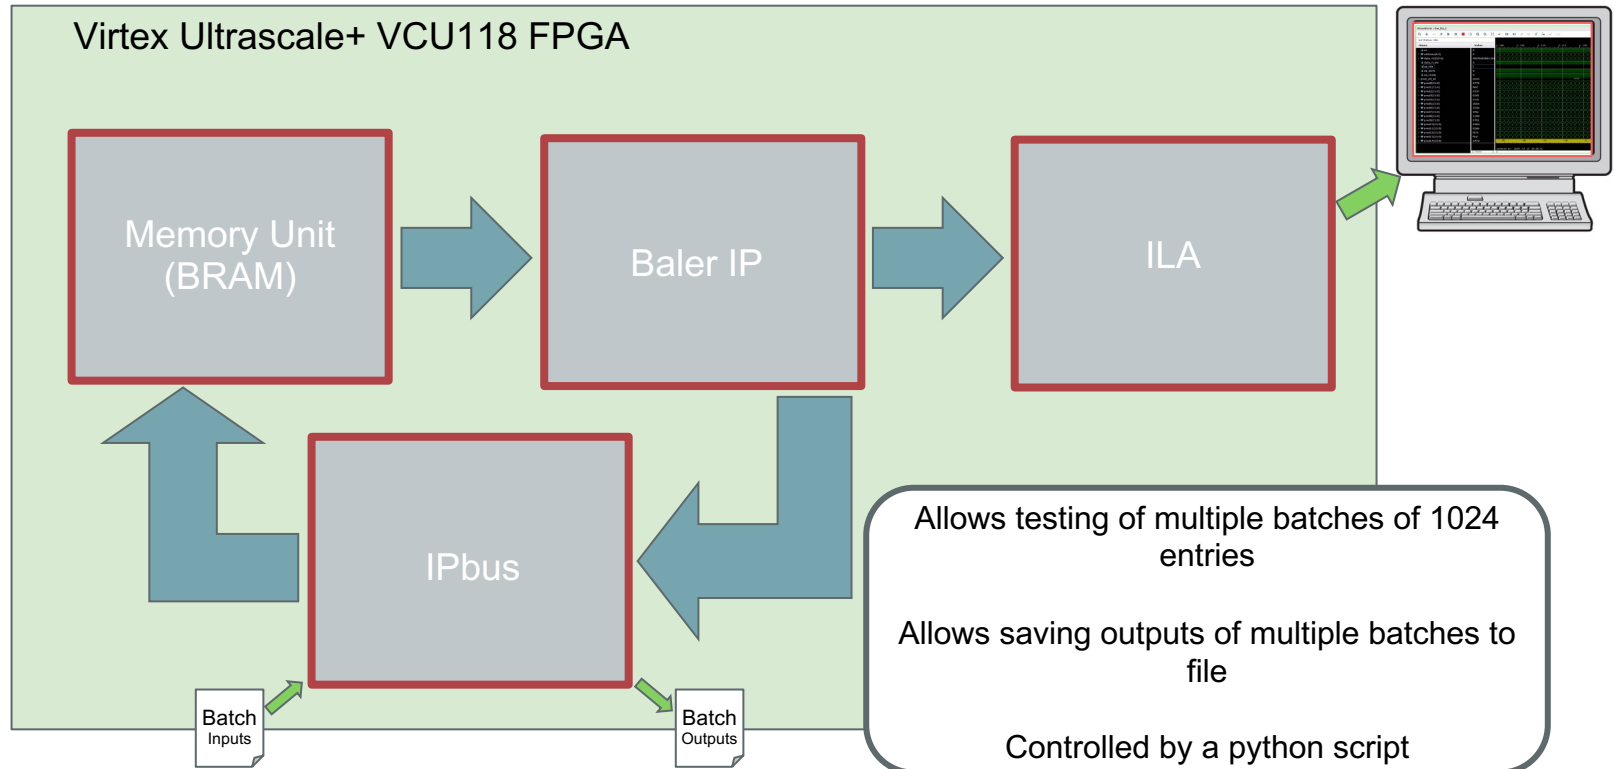 Virtex Ultrascale+ VCU118 FPGA
Memory Unit
(BRAM)
Baler IP
ILA
IPbus
Batch
Inputs
Batch
Outputs
Allows testing of multiple batches of 1024
entries
Allows saving outputs of multiple batches to
file
Controlled by a python script